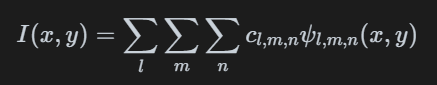 I(x, y) = ∑_l ∑_m ∑_n c_{l,m,n} ψ_{l,m,n}(x, y)